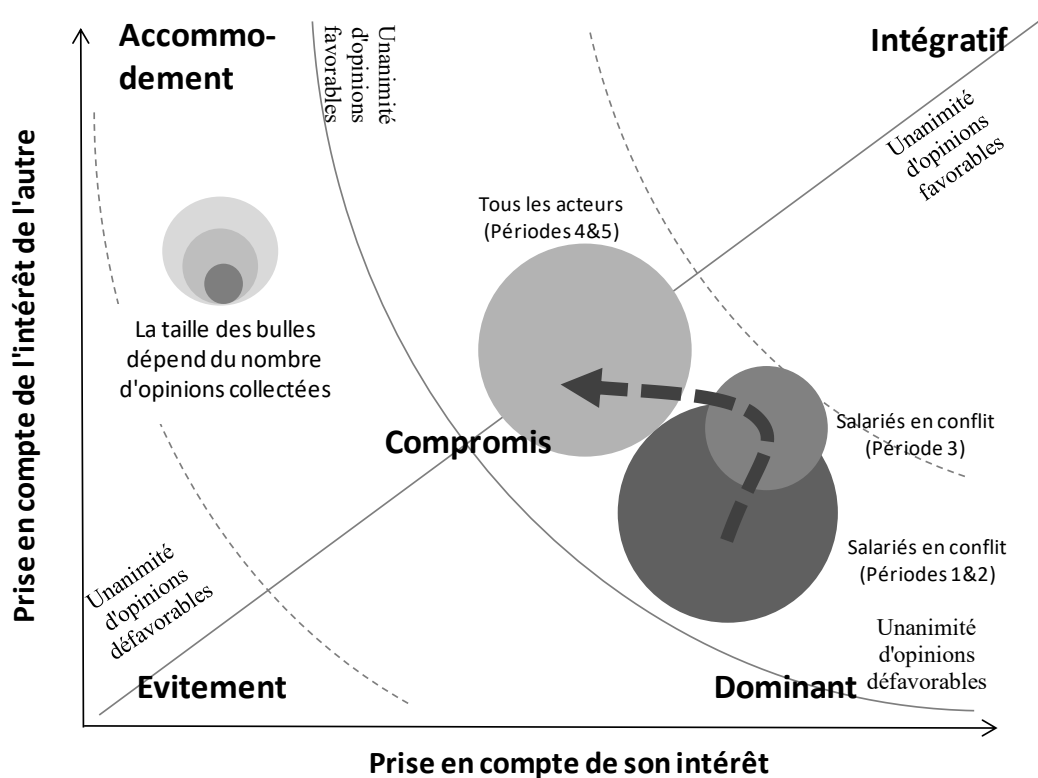 Accommo-
dement
Unanimité
d'opinions
favorables
Intégratif
Unanimité
d'opinions
favorables
Prise en compte de l'intérêt de l'autre
Tous les acteurs
(Périodes 4&5)
La taille des bulles
dépend du nombre
d'opinions collectées
Compromis
Salariés en conflit
(Période 3)
Salariés en conflit
(Périodes 1&2)
Unanimité
d'opinions
défavorables
Unanimité
d'opinions
défavorables
Evitement
Dominant
Prise en compte de son intérêt